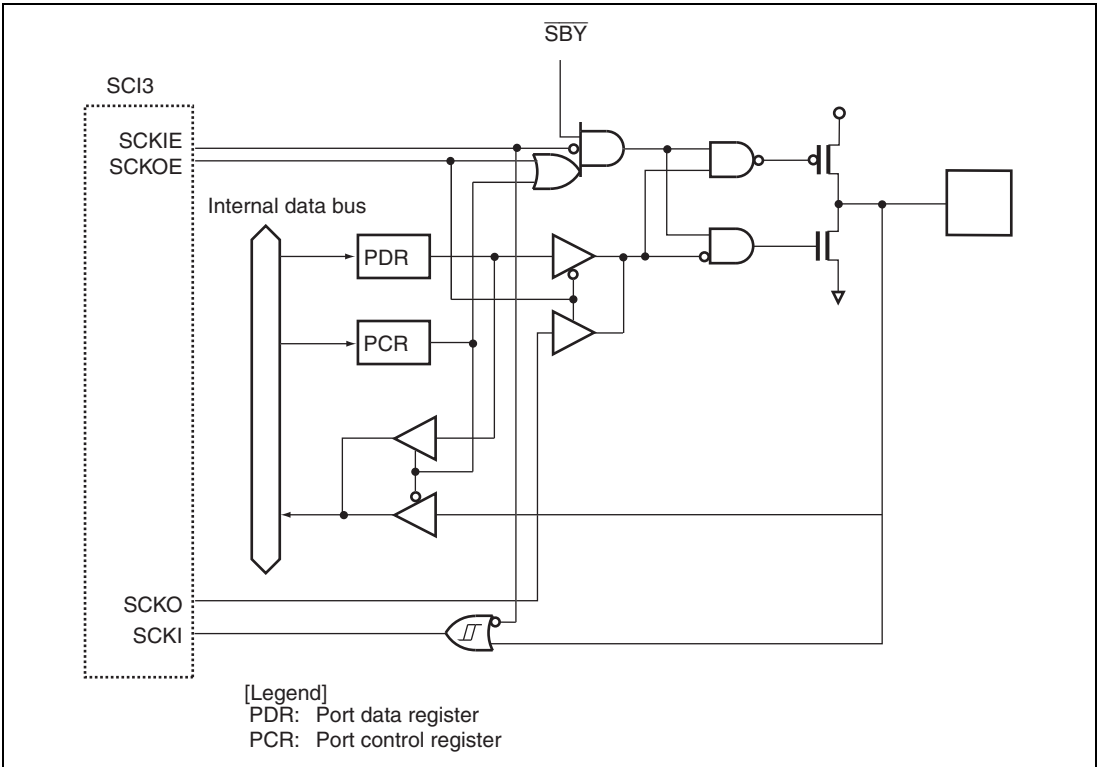 SBY
SCI3
SCKIE
SCKOE
Internal data bus
PDR
PCR
SCKO
SCKI
[Legend]
PDR: Port data register
PCR: Port control register